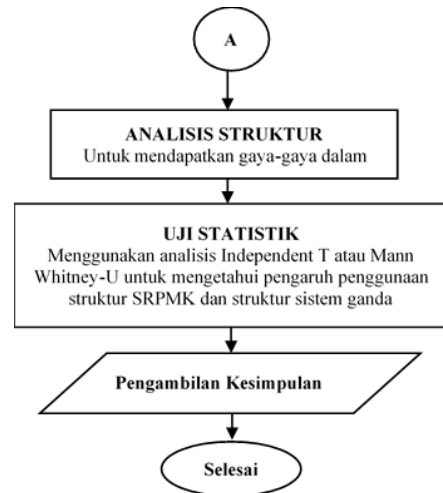 A
ANALISIS STRUKTUR
Untuk mendapatkan gaya-gaya dalam
UJI STATISTIK
Menggunakan analisis Independent T atau Mann
Whitney-U untuk mengetahui pengaruh penggunaan
struktur SRPMK dan struktur sistem ganda
Pengambilan Kesimpulan
Selesai